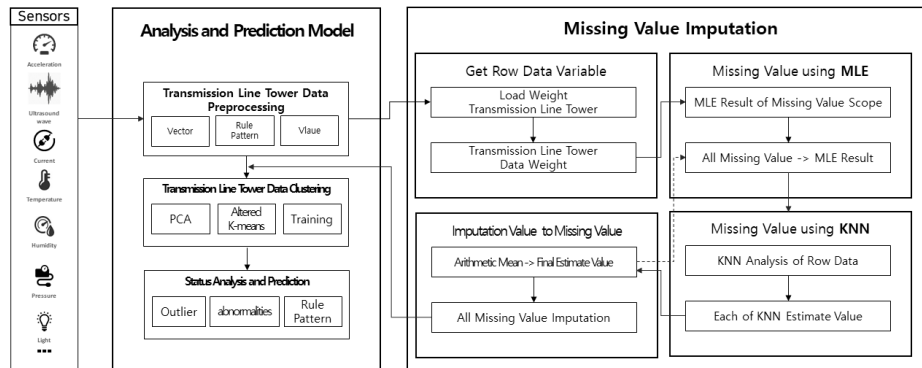 Sensors
Acceleration
Ultrasound
wave
Current
Temperature
Humidity
Pressure
Light
Analysis and Prediction Model
Transmission Line Tower Data
Preprocessing
Vector
Rule
Pattern
Vlaue
Transmission Line Tower Data Clustering
PCA
Altered
K-means
Training
Status Analysis and Prediction
Outlier
abnormalities
Rule
Pattern
Missing Value Imputation
Get Row Data Variable
Load Weight
Transmission Line Tower
Transmission Line Tower
Data Weight
Missing Value using MLE
MLE Result of Missing Value Scope
All Missing Value -> MLE Result
Imputation Value to Missing Value
Arithmetic Mean -> Final Estimate Value
All Missing Value Imputation
Missing Value using KNN
KNN Analysis of Row Data
Each of KNN Estimate Value